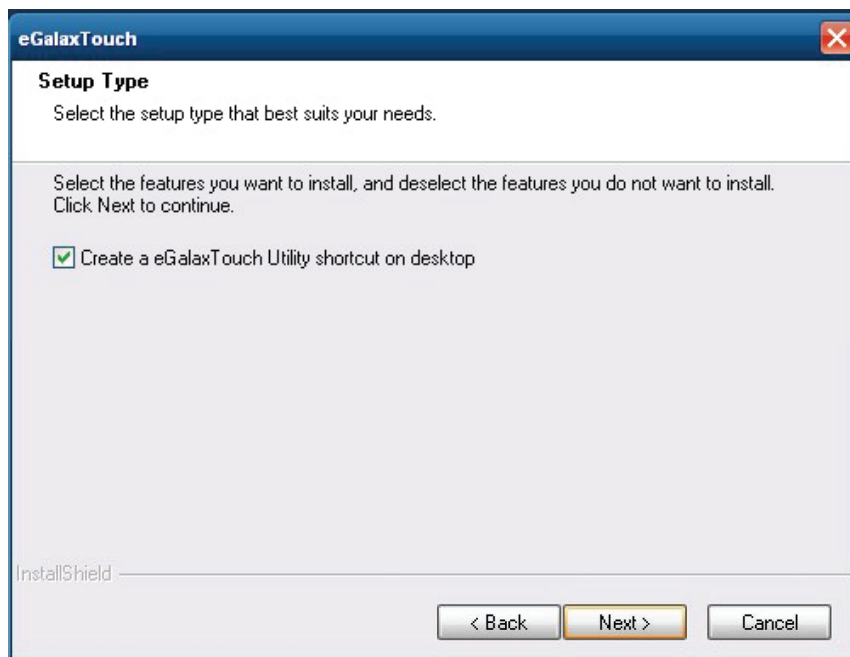 eGalaxTouch
Setup Type
Select the setup type that best suits your needs.
Select the features you want to install, and deselect the features you do not want to install.
Click Next to continue.
Create a eGalaxTouch Utility shortcut on desktop
InstallShield
< Back Next > Cancel